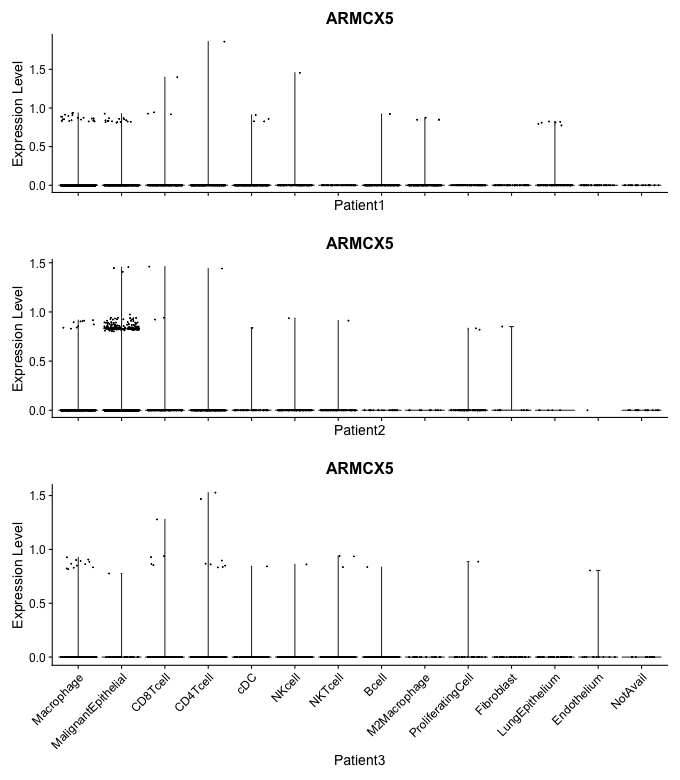 ARMCX5
Expression Level
1.5
1.0
0.5
0.0
Patient1
ARMCX5
Expression Level
1.5
1.0
0.5
0.0
Patient2
ARMCX5
Expression Level
1.5
1.0
0.5
0.0
Macrophage
MalignantEpithelial
CD8Tcell
CD4Tcell
cDC
NKcell
NKTcell
Bcell
M2Macrophage
ProliferatingCell
Fibroblast
LungEpithelium
Endothelium
NotAvail
Patient3